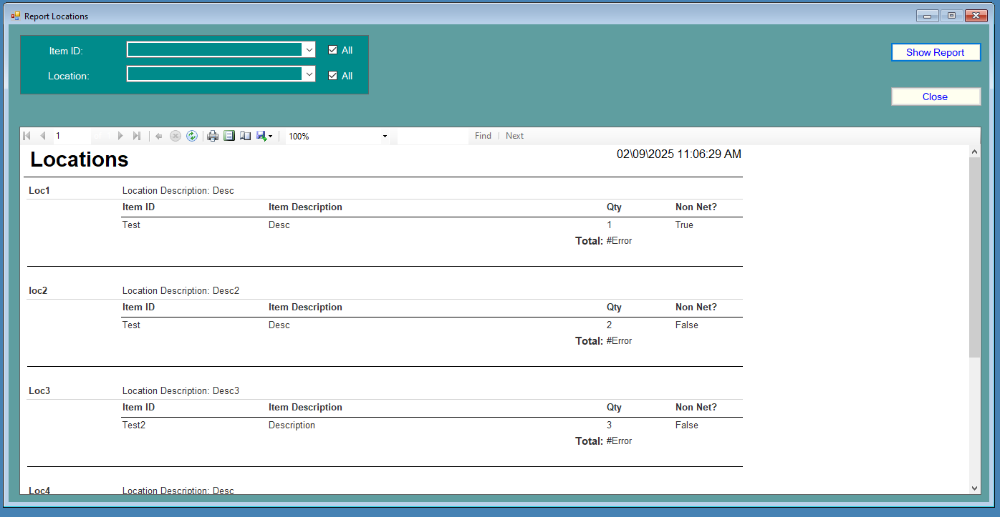 Report Locations
Item ID: All
Show Report
Location: All
Close
1 100% Find Next
Locations 02\09\2025 11:06:29 AM
Loc1 Location Description: Desc
Item ID Item Description Qty Non Net?
Test Desc 1 True
Total: #Error
loc2 Location Description: Desc2
Item ID Item Description Qty Non Net?
Test Desc 2 False
Total: #Error
Loc3 Location Description: Desc3
Item ID Item Description Qty Non Net?
Test2 Description 3 False
Total: #Error
Loc4 Location Description: Desc